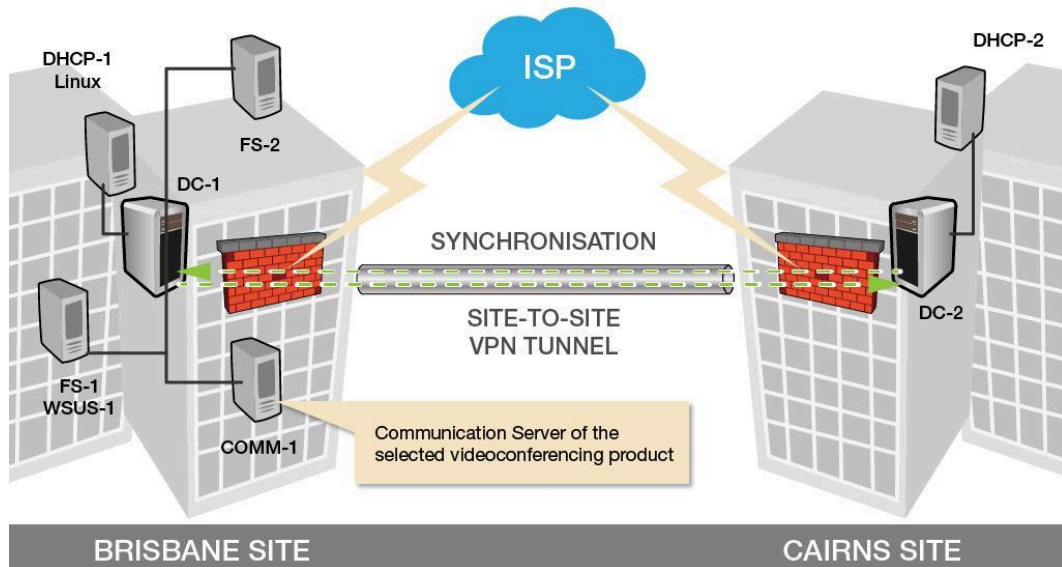 DHCP-1
Linux
FS-2
DC-1
FS-1
WSUS-1
COMM-1
ISP
SYNCHRONISATION
SITE-TO-SITE
VPN TUNNEL
Communication Server of the
selected videoconferencing product
DHCP-2
DC-2
BRISBANE SITE
CAIRNS SITE